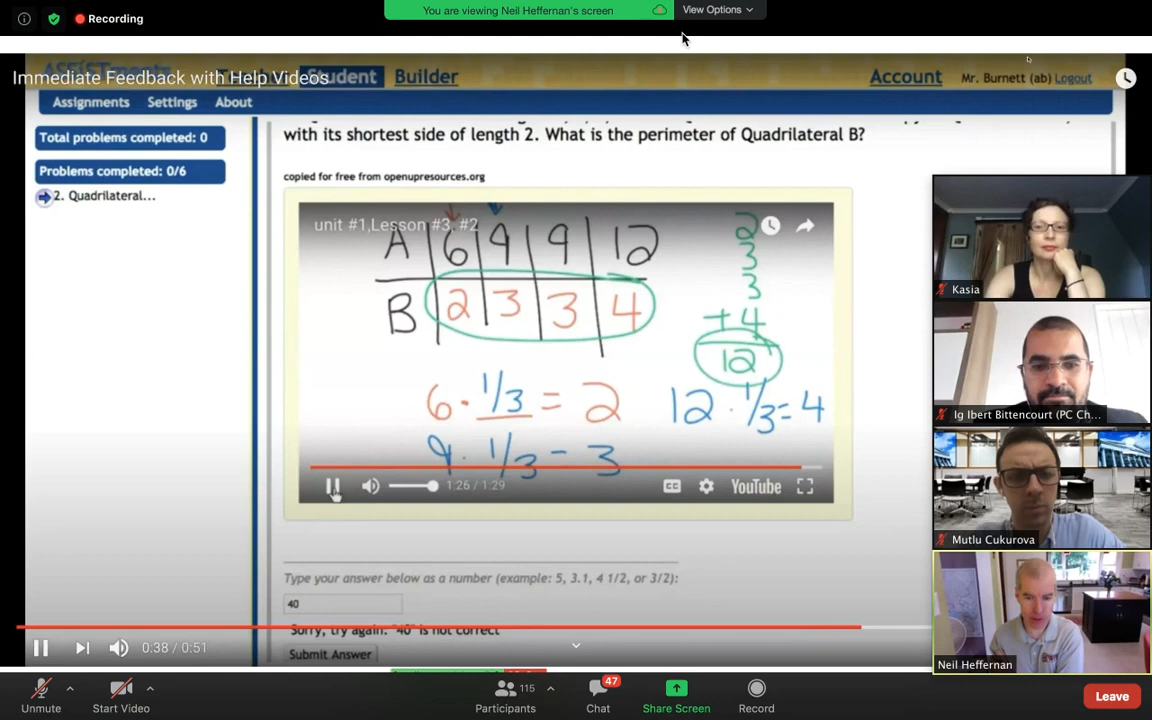 Recording
You are viewing Neil Heffernan's screen
View Options
Immediate Feedback with Help Videos
Student
Builder
Account
Mr. Burnett (ab) Logout
Assignments
Settings
About
Total problems completed: 0
Problems completed: 0/6
2. Quadrilateral...
with its shortest side of length 2. What is the perimeter of Quadrilateral B?
copied for free from openupresources.org
unit #1,Lesson #3, #2
A 6 9 9 12
B 2 3 3 4
2
3
3
+4
12
6 · 1/3 = 2
12 · 1/3 = 4
9 · 1/3 = 3
1:26 / 1:29
CC
YouTube
Type your answer below as a number (example: 5, 3.1, 4 1/2, or 3/2):
40
Sorry, try again: "40" is not correct
Submit Answer
0:38 / 0:51
Kasia
Ig Ibert Bittencourt (PC Ch...
Mutlu Cukurova
Neil Heffernan
Unmute
Start Video
115
Participants
47
Chat
Share Screen
Record
Leave